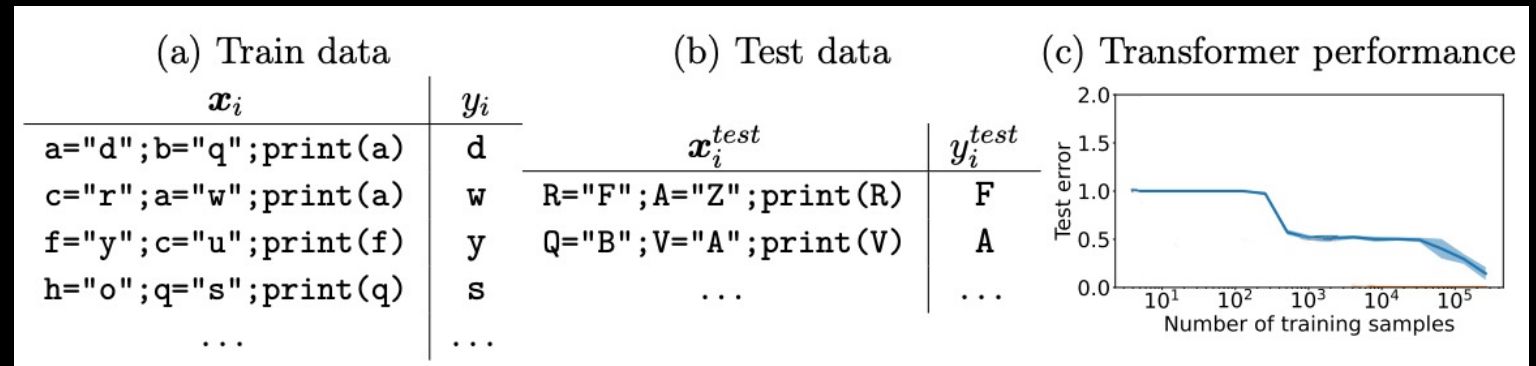 (a) Train data
x_i y_i
a="d";b="q";print(a) d
c="r";a="w";print(a) w
f="y";c="u";print(f) y
h="o";q="s";print(q) s
... ...
(b) Test data
x_i^{test} y_i^{test}
R="F";A="Z";print(R) F
Q="B";V="A";print(V) A
... ...
(c) Transformer performance
2.0
1.5
1.0
0.5
0.0
Test error
10^1 10^2 10^3 10^4 10^5
Number of training samples